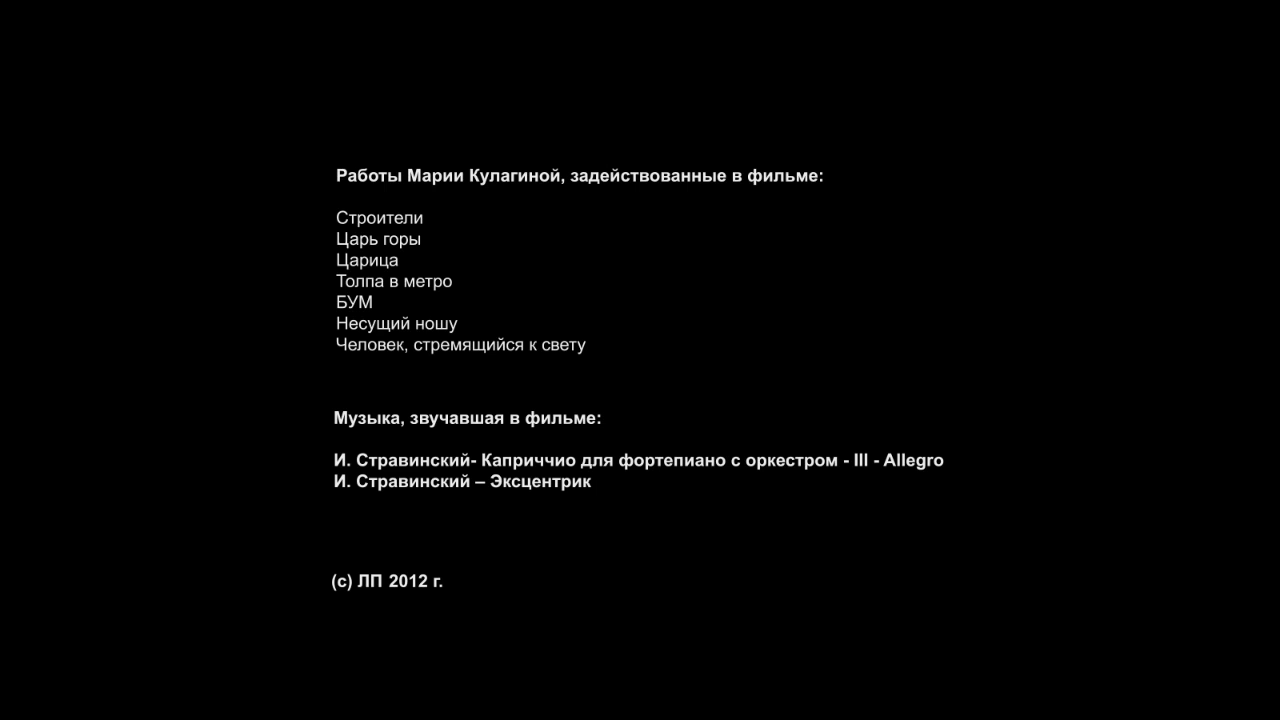 Работы Марии Кулагиной, задействованные в фильме:
Строители
Царь горы
Царица
Толпа в метро
БУМ
Несущий ношу
Человек, стремящийся к свету
Музыка, звучавшая в фильме:
И. Стравинский- Каприччио для фортепиано с оркестром - III - Allegro
И. Стравинский – Эксцентрик
(с) ЛП 2012 г.